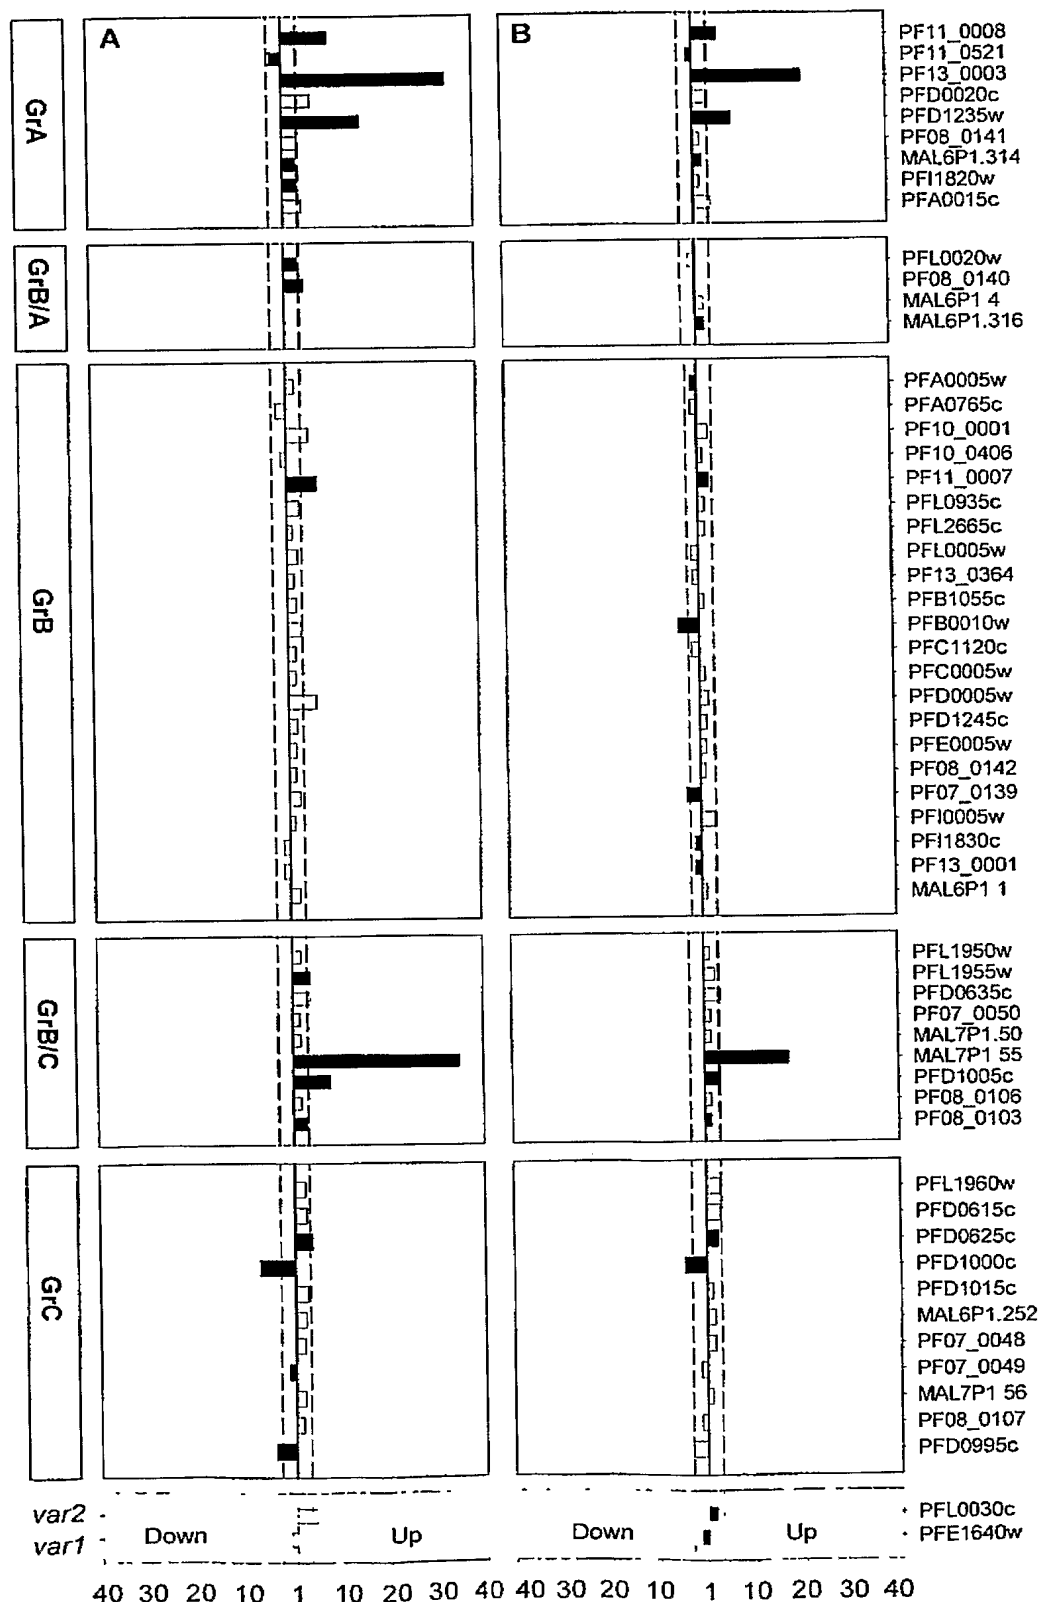 A
B
GrA
PF11_0008
PF11_0521
PF13_0003
PFD0020c
PFD1235w
PF08_0141
MAL6P1.314
PFI1820w
PFA0015c
GrB/A
PFL0020w
PF08_0140
MAL6P1 4
MAL6P1.316
GrB
PFA0005w
PFA0765c
PF10_0001
PF10_0406
PF11_0007
PFL0935c
PFL2665c
PFL0005w
PF13_0364
PFB1055c
PFB0010w
PFC1120c
PFC0005w
PFD0005w
PFD1245c
PFE0005w
PF08_0142
PF07_0139
PFI0005w
PFI1830c
PF13_0001
MAL6P1 1
GrB/C
PFL1950w
PFL1955w
PFD0635c
PF07_0050
MAL7P1.50
MAL7P1 55
PFD1005c
PF08_0106
PF08_0103
GrC
PFL1960w
PFD0615c
PFD0625c
PFD1000c
PFD1015c
MAL6P1.252
PF07_0048
PF07_0049
MAL7P1 56
PF08_0107
PFD0995c
var2
PFL0030c
var1
Down
Up
Down
Up
PFE1640w
40 30 20 10 1 10 20 30 40
40 30 20 10 1 10 20 30 40